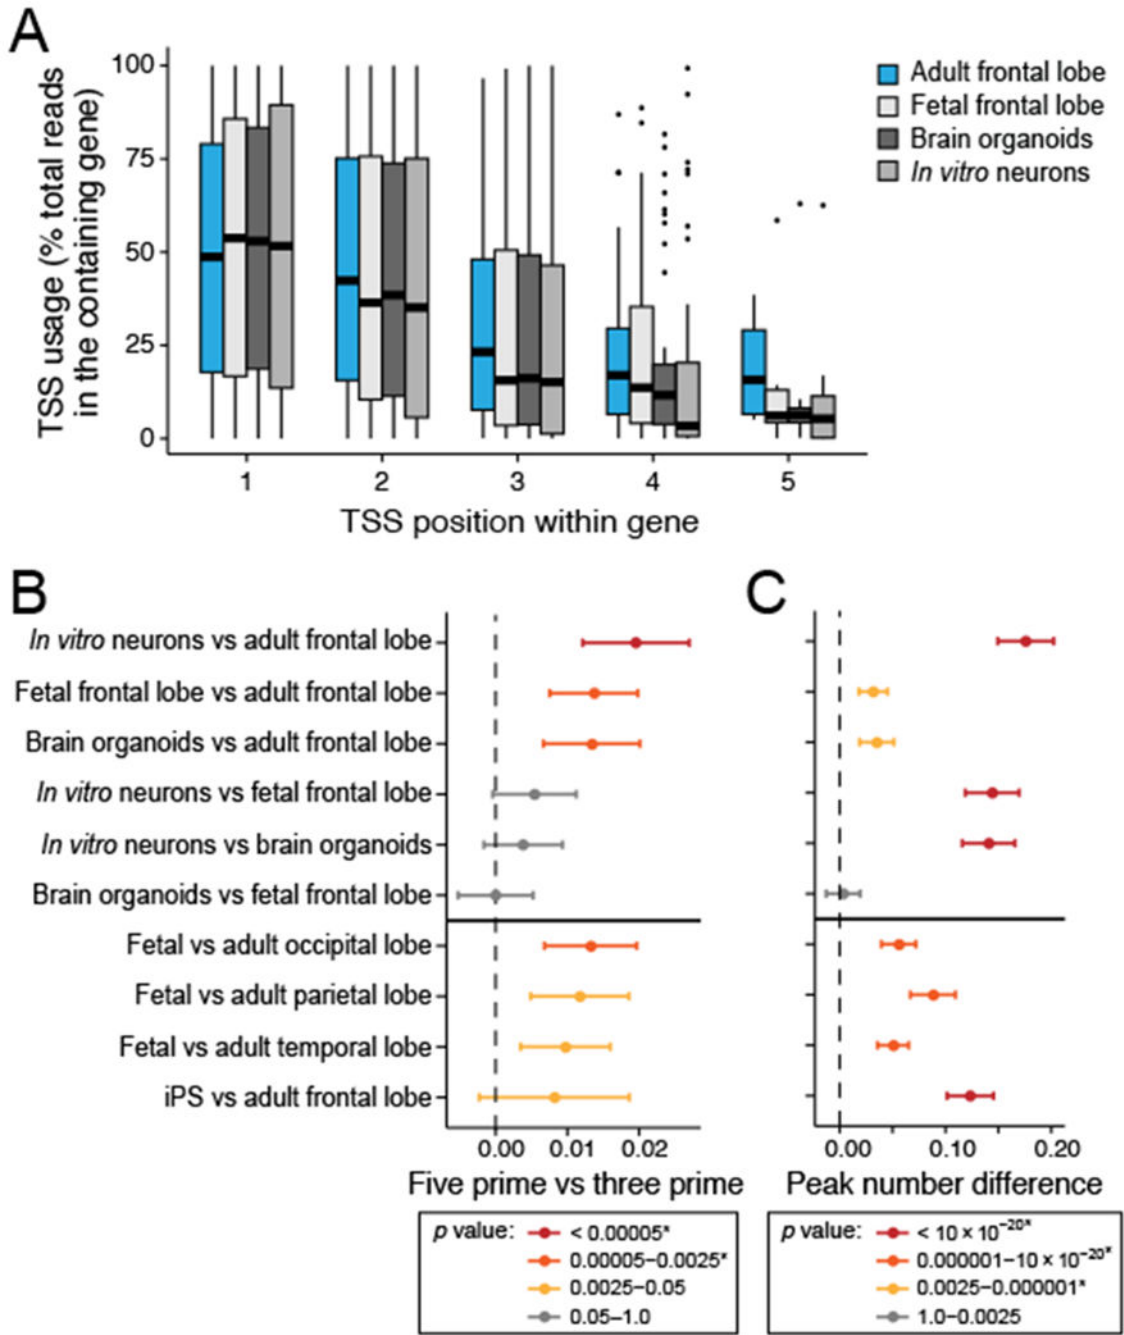 A
TSS usage (% total reads
in the containing gene)
100
75
50
25
0
1 2 3 4 5
TSS position within gene
Adult frontal lobe
Fetal frontal lobe
Brain organoids
In vitro neurons
B
C
In vitro neurons vs adult frontal lobe
Fetal frontal lobe vs adult frontal lobe
Brain organoids vs adult frontal lobe
In vitro neurons vs fetal frontal lobe
In vitro neurons vs brain organoids
Brain organoids vs fetal frontal lobe
Fetal vs adult occipital lobe
Fetal vs adult parietal lobe
Fetal vs adult temporal lobe
iPS vs adult frontal lobe
0.00 0.01 0.02
Five prime vs three prime
p value: < 0.00005*
0.00005–0.0025*
0.0025–0.05
0.05–1.0
0.00 0.10 0.20
Peak number difference
p value: < 10 × 10⁻²⁰*
0.000001–10 × 10⁻²⁰*
0.0025–0.000001*
1.0–0.0025